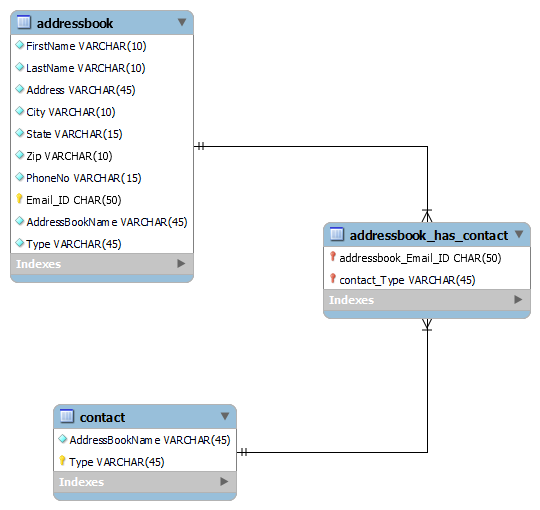 addressbook
FirstName VARCHAR(10)
LastName VARCHAR(10)
Address VARCHAR(45)
City VARCHAR(10)
State VARCHAR(15)
Zip VARCHAR(10)
PhoneNo VARCHAR(15)
Email_ID CHAR(50)
AddressBookName VARCHAR(45)
Type VARCHAR(45)
Indexes
addressbook_has_contact
addressbook_Email_ID CHAR(50)
contact_Type VARCHAR(45)
Indexes
contact
AddressBookName VARCHAR(45)
Type VARCHAR(45)
Indexes